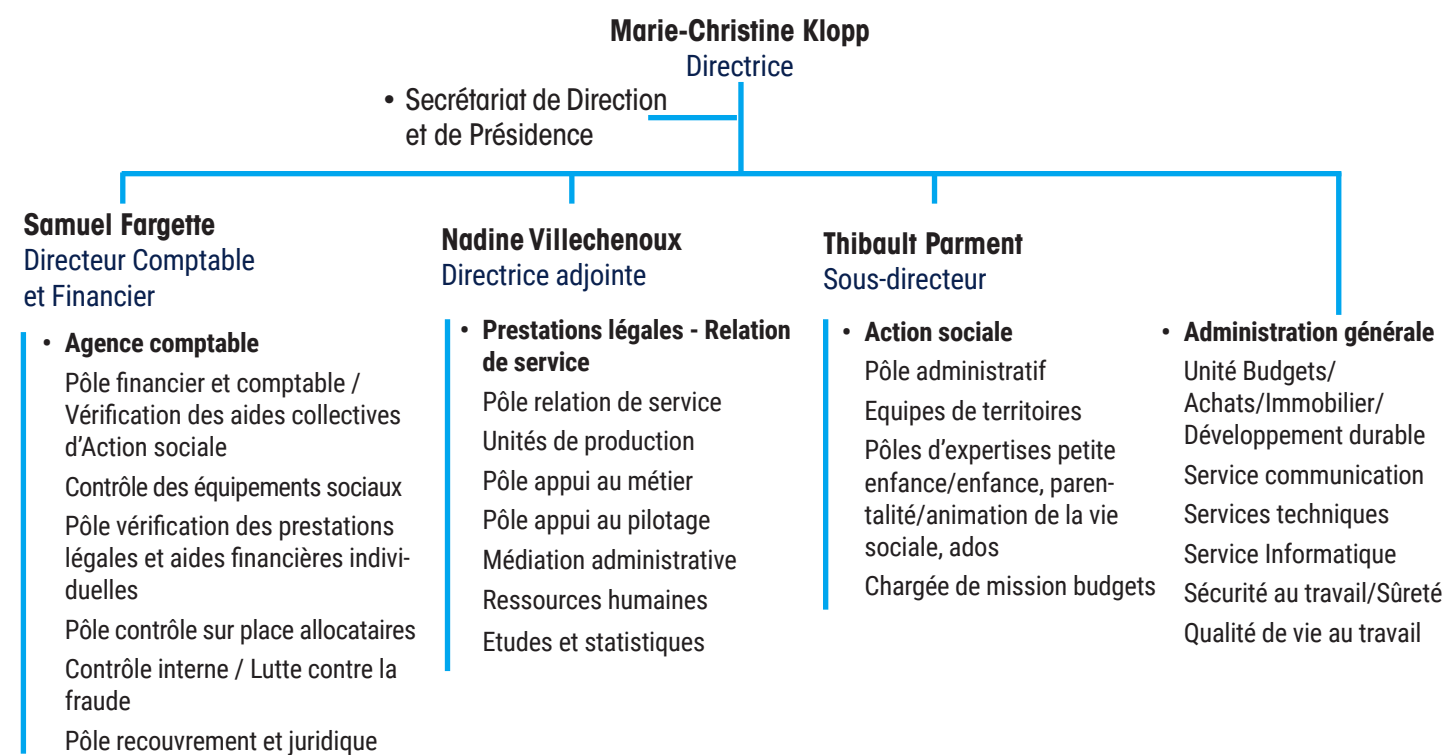 Marie-Christine Klopp
Directrice
• Secrétariat de Direction
et de Présidence
Samuel Fargette
Directeur Comptable
et Financier
• Agence comptable
Pôle financier et comptable /
Vérification des aides collectives
d’Action sociale
Contrôle des équipements sociaux
Pôle vérification des prestations
légales et aides financières indivi-
duelles
Pôle contrôle sur place allocataires
Contrôle interne / Lutte contre la
fraude
Pôle recouvrement et juridique
Nadine Villechenoux
Directrice adjointe
• Prestations légales - Relation
de service
Pôle relation de service
Unités de production
Pôle appui au métier
Pôle appui au pilotage
Médiation administrative
Ressources humaines
Etudes et statistiques
Thibault Parment
Sous-directeur
• Action sociale
Pôle administratif
Equipes de territoires
Pôles d’expertises petite
enfance/enfance, paren-
talité/animation de la vie
sociale, ados
Chargée de mission budgets
• Administration générale
Unité Budgets/
Achats/Immobilier/
Développement durable
Service communication
Services techniques
Service Informatique
Sécurité au travail/Sûreté
Qualité de vie au travail